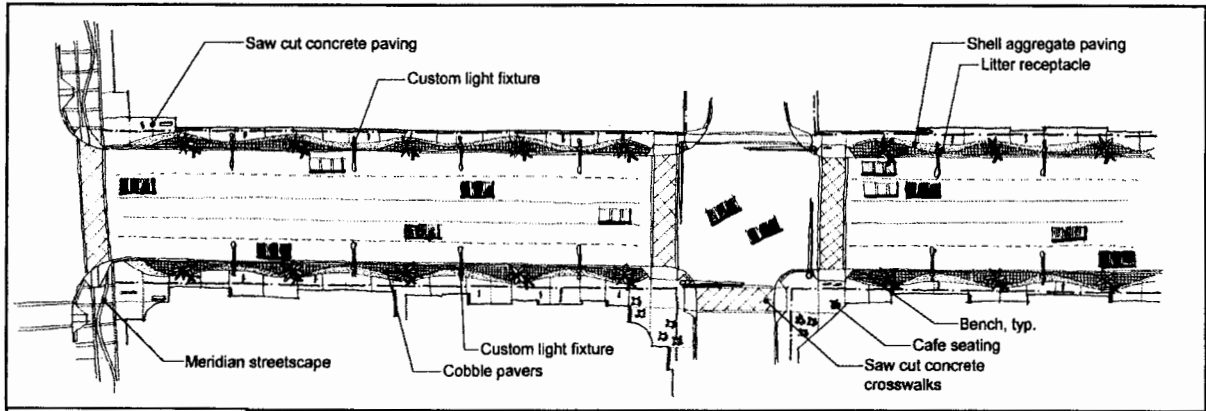 Saw cut concrete paving
Custom light fixture
Shell aggregate paving
Litter receptacle
Meridian streetscape
Custom light fixture
Cobble pavers
Bench, typ.
Cafe seating
Saw cut concrete
crosswalks